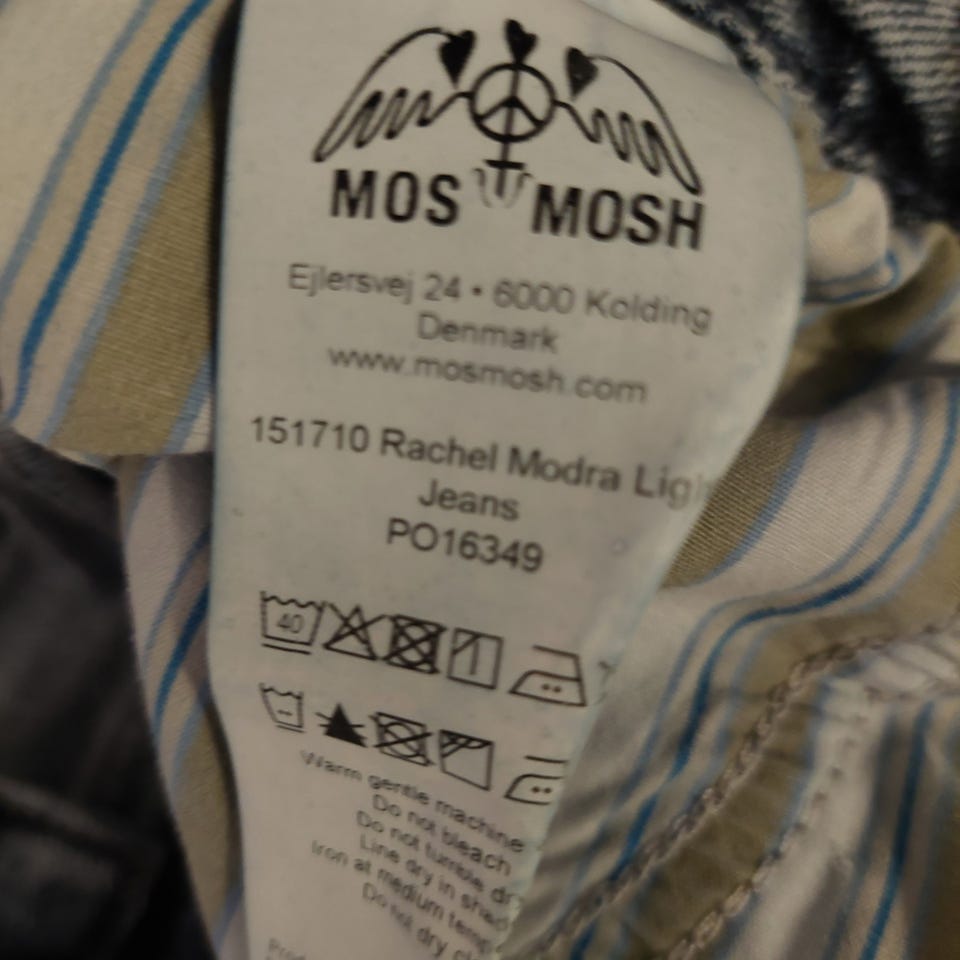 MOS MOSH
Ejlersvej 24 • 6000 Kolding
Denmark
www.mosmosh.com
151710 Rachel Modra Ligh
Jeans
PO16349
40
Warm gentle machine
Do not bleach
Do not tumble dr
Line dry in shad
Iron at medium temp
Do not dry cl